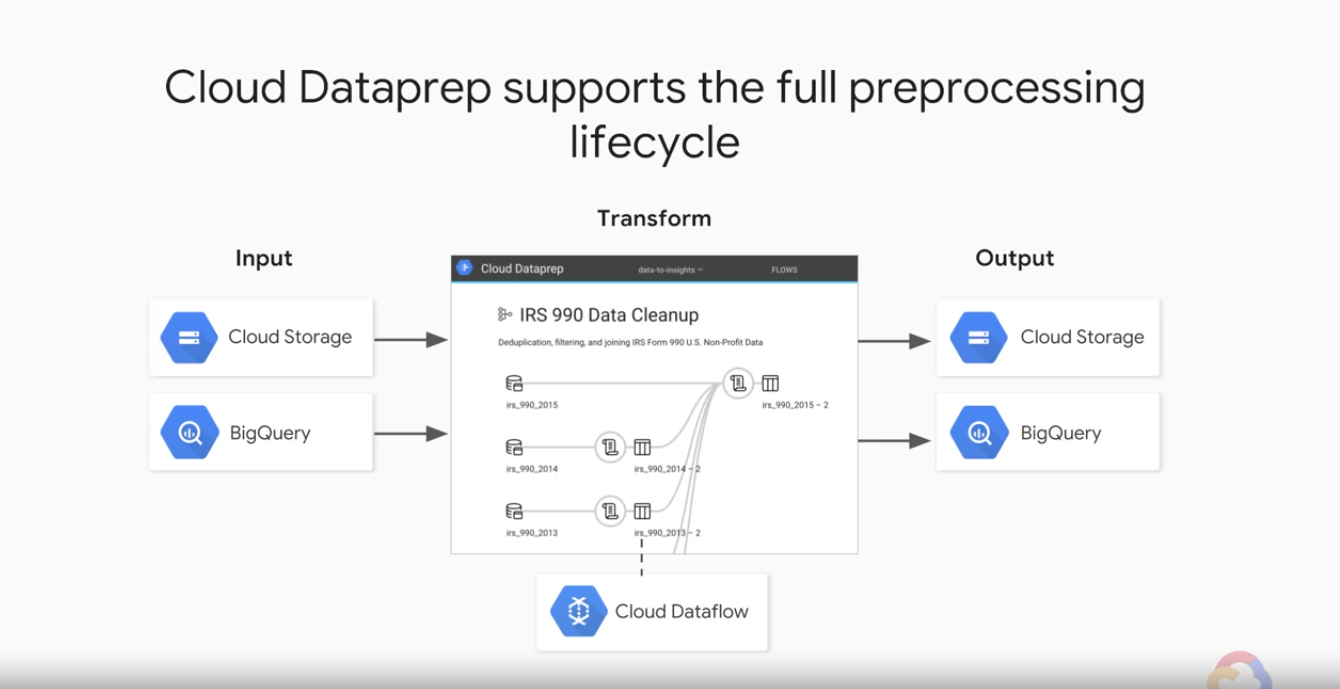 Cloud Dataprep supports the full preprocessing
lifecycle
Transform
Input
Output
Cloud Dataprep
data-to-insights
FLOWS
IRS 990 Data Cleanup
Deduplication, filtering, and joining IRS Form 990 U.S. Non-Profit Data
Cloud Storage
Cloud Storage
irs_990_2015
irs_990_2015 – 2
BigQuery
BigQuery
irs_990_2014
irs_990_2014 – 2
irs_990_2013
irs_990_2013 – 2
Cloud Dataflow